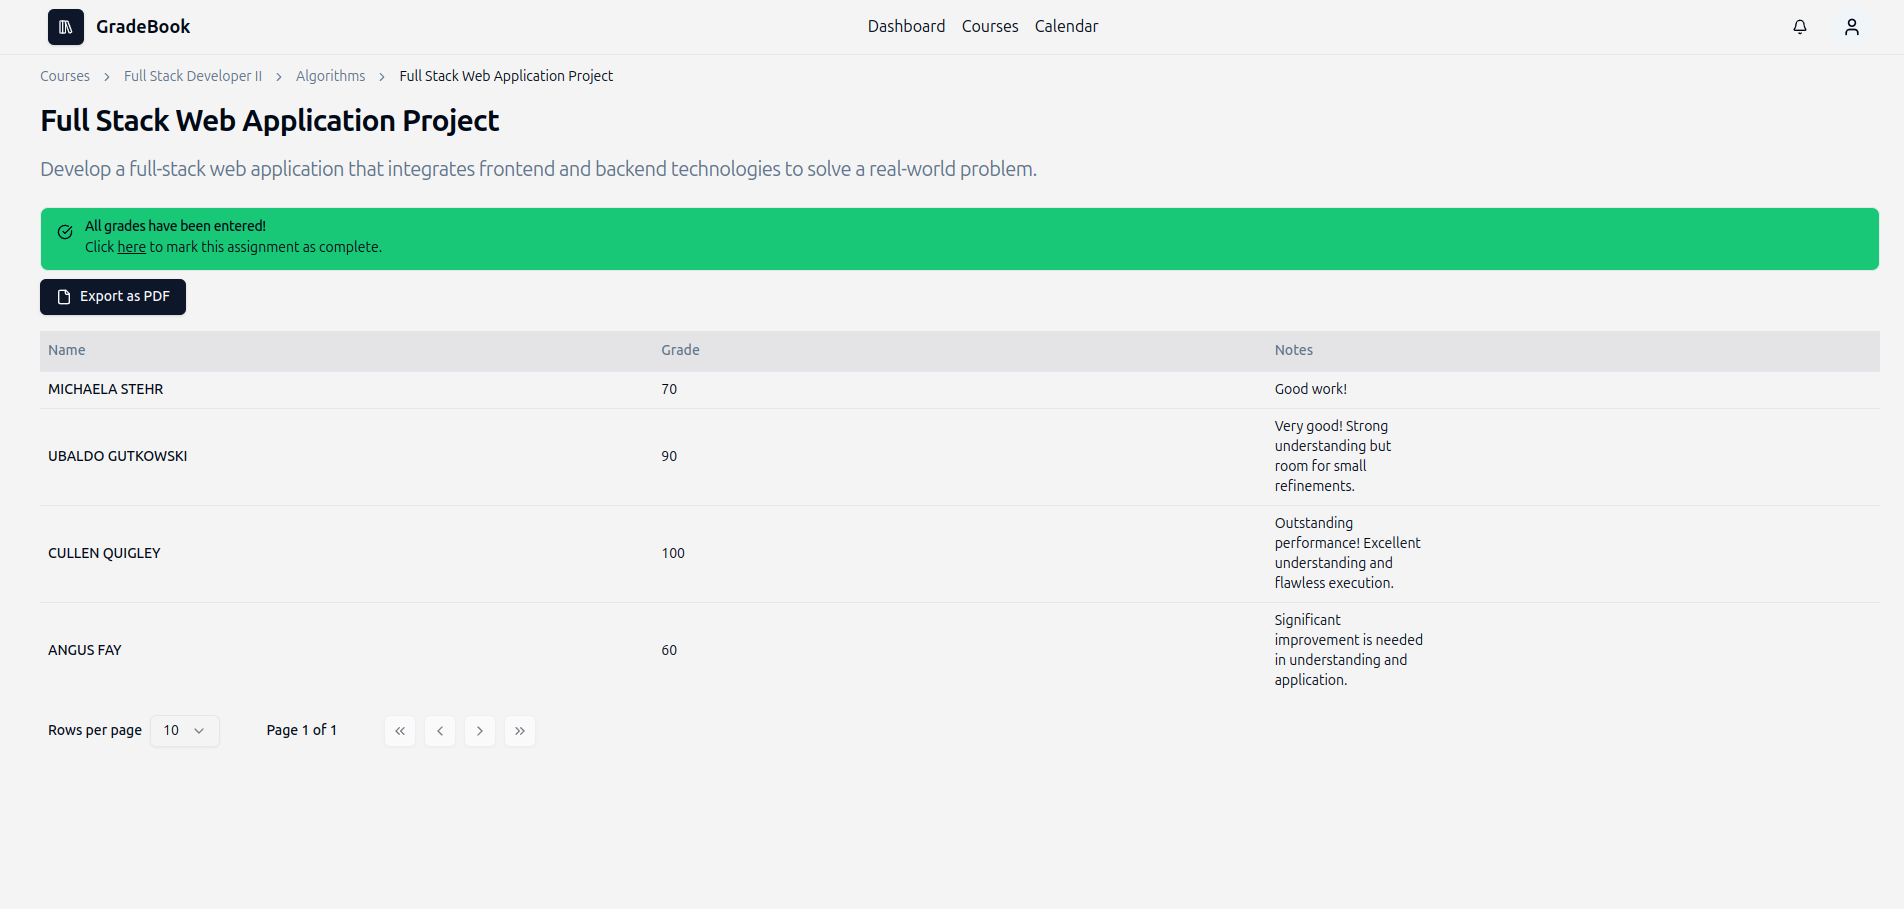 GradeBook
Dashboard Courses Calendar
Courses > Full Stack Developer II > Algorithms > Full Stack Web Application Project
Full Stack Web Application Project
Develop a full-stack web application that integrates frontend and backend technologies to solve a real-world problem.
All grades have been entered!
Click here to mark this assignment as complete.
Export as PDF
Name Grade Notes
MICHAELA STEHR 70 Good work!
UBALDO GUTKOWSKI 90 Very good! Strong
understanding but
room for small
refinements.
CULLEN QUIGLEY 100 Outstanding
performance! Excellent
understanding and
flawless execution.
ANGUS FAY 60 Significant
improvement is needed
in understanding and
application.
Rows per page 10 Page 1 of 1